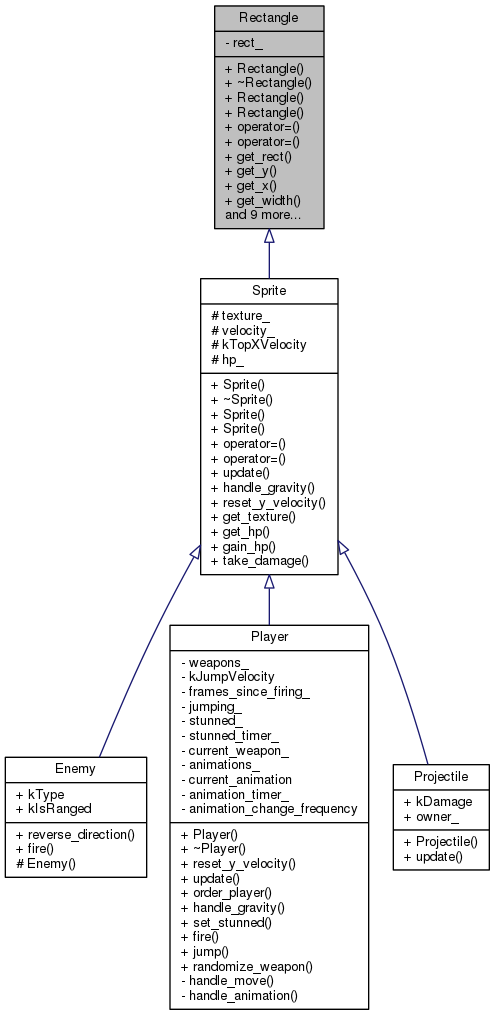 Rectangle
- rect_
+ Rectangle()
+ ~Rectangle()
+ Rectangle()
+ Rectangle()
+ operator=()
+ operator=()
+ get_rect()
+ get_y()
+ get_x()
+ get_width()
and 9 more...
Sprite
# texture_
# velocity_
# kTopXVelocity
# hp_
+ Sprite()
+ ~Sprite()
+ Sprite()
+ Sprite()
+ operator=()
+ operator=()
+ update()
+ handle_gravity()
+ reset_y_velocity()
+ get_texture()
+ get_hp()
+ gain_hp()
+ take_damage()
Enemy
+ kType
+ kIsRanged
+ reverse_direction()
+ fire()
# Enemy()
Player
- weapons_
- kJumpVelocity
- frames_since_firing_
- jumping_
- stunned_
- stunned_timer_
- current_weapon_
- animations_
- current_animation
- animation_timer_
- animation_change_frequency
+ Player()
+ ~Player()
+ reset_y_velocity()
+ update()
+ order_player()
+ handle_gravity()
+ set_stunned()
+ fire()
+ jump()
+ randomize_weapon()
- handle_move()
- handle_animation()
Projectile
+ kDamage
+ owner_
+ Projectile()
+ update()